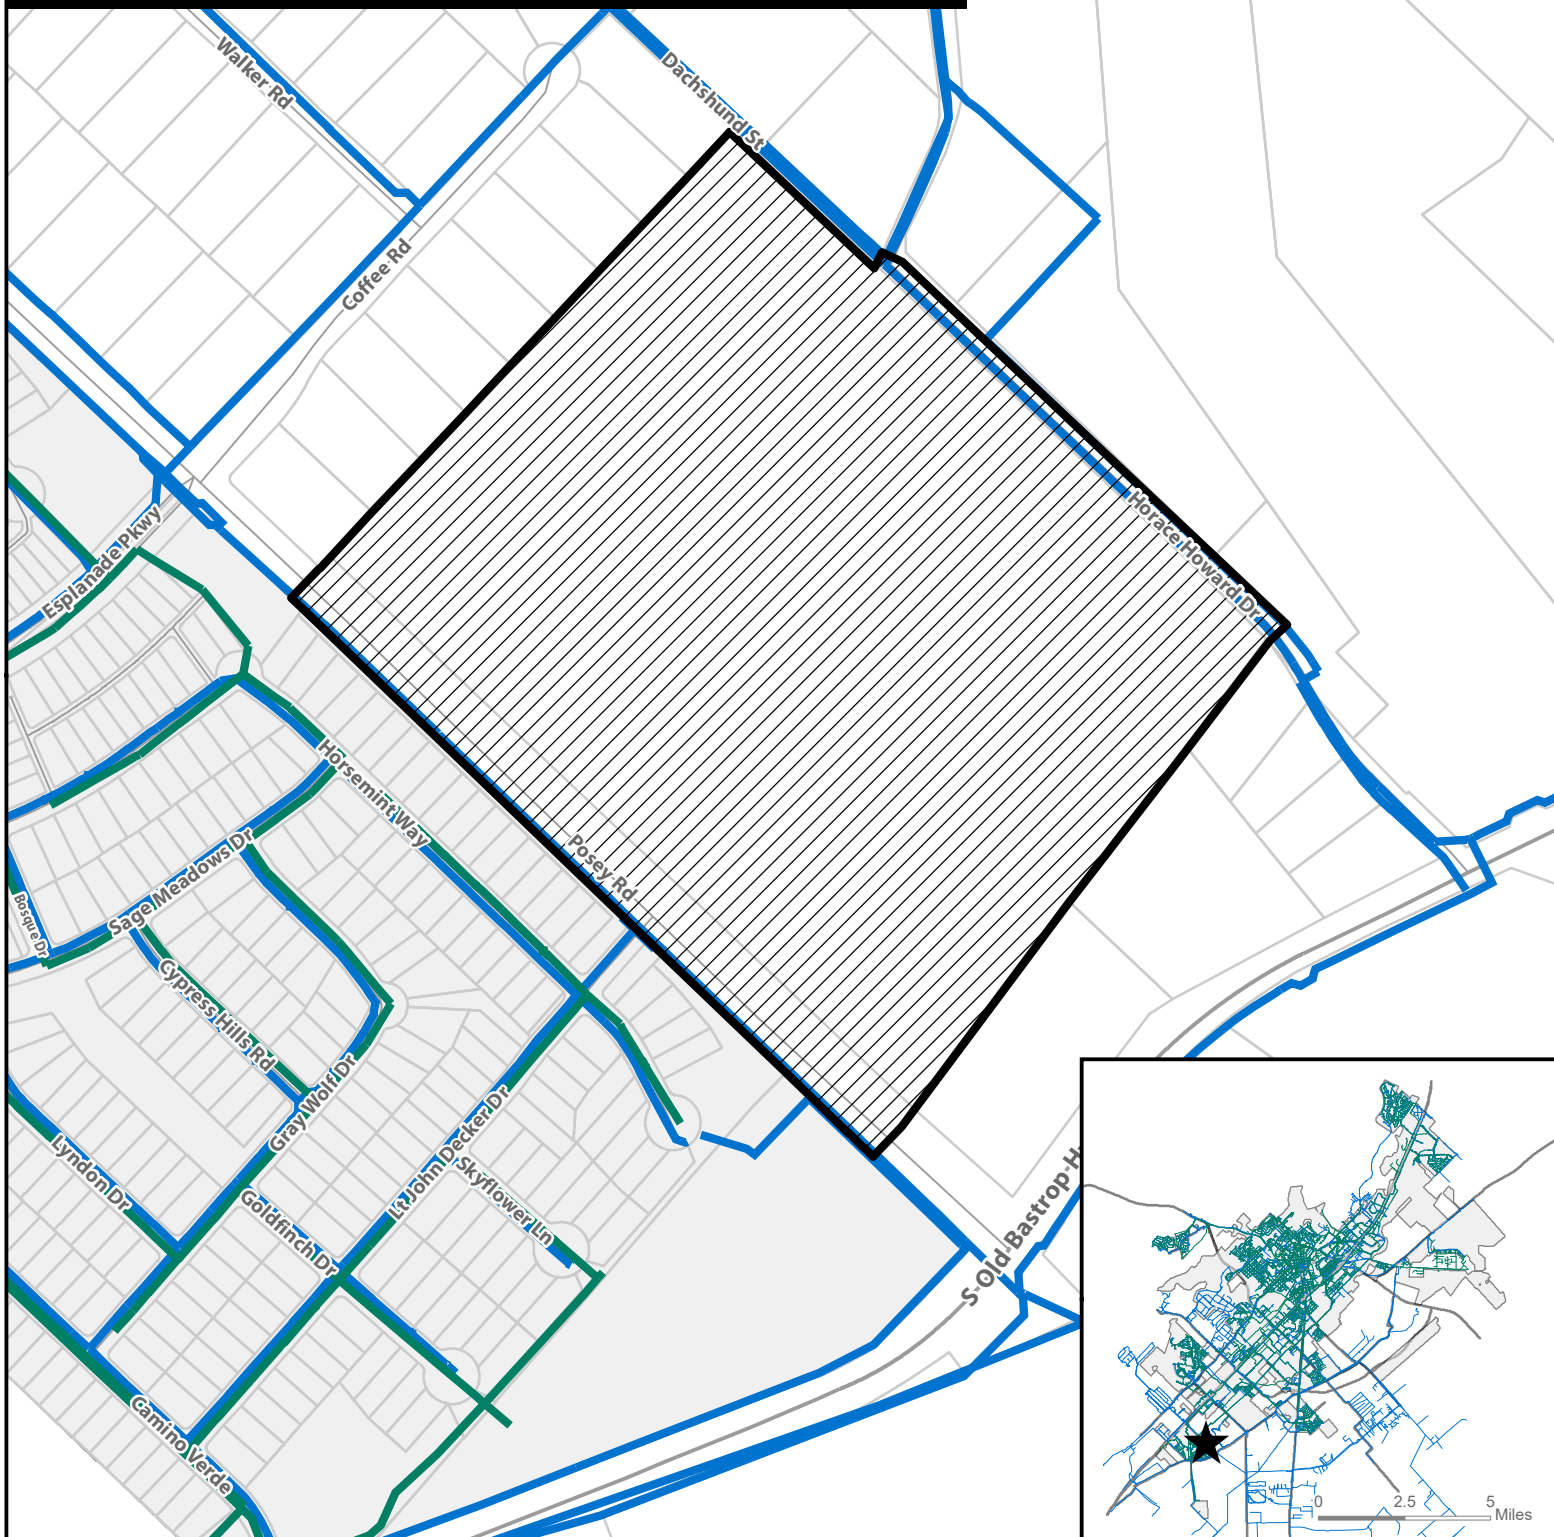 Walker Rd
Dachshund St
Coffee Rd
Horace Howard Dr
Esplanade Pkwy
Horsemint Way
Posey Rd
Sage Meadows Dr
Bosque Dr
Cypress Hills Rd
Gray Wolf Dr
Lt John Decker Dr
Lyndon Dr
Skyflower Ln
Goldfinch Dr
S Old Bastrop H
Camino Verde
0 2.5 5
Miles